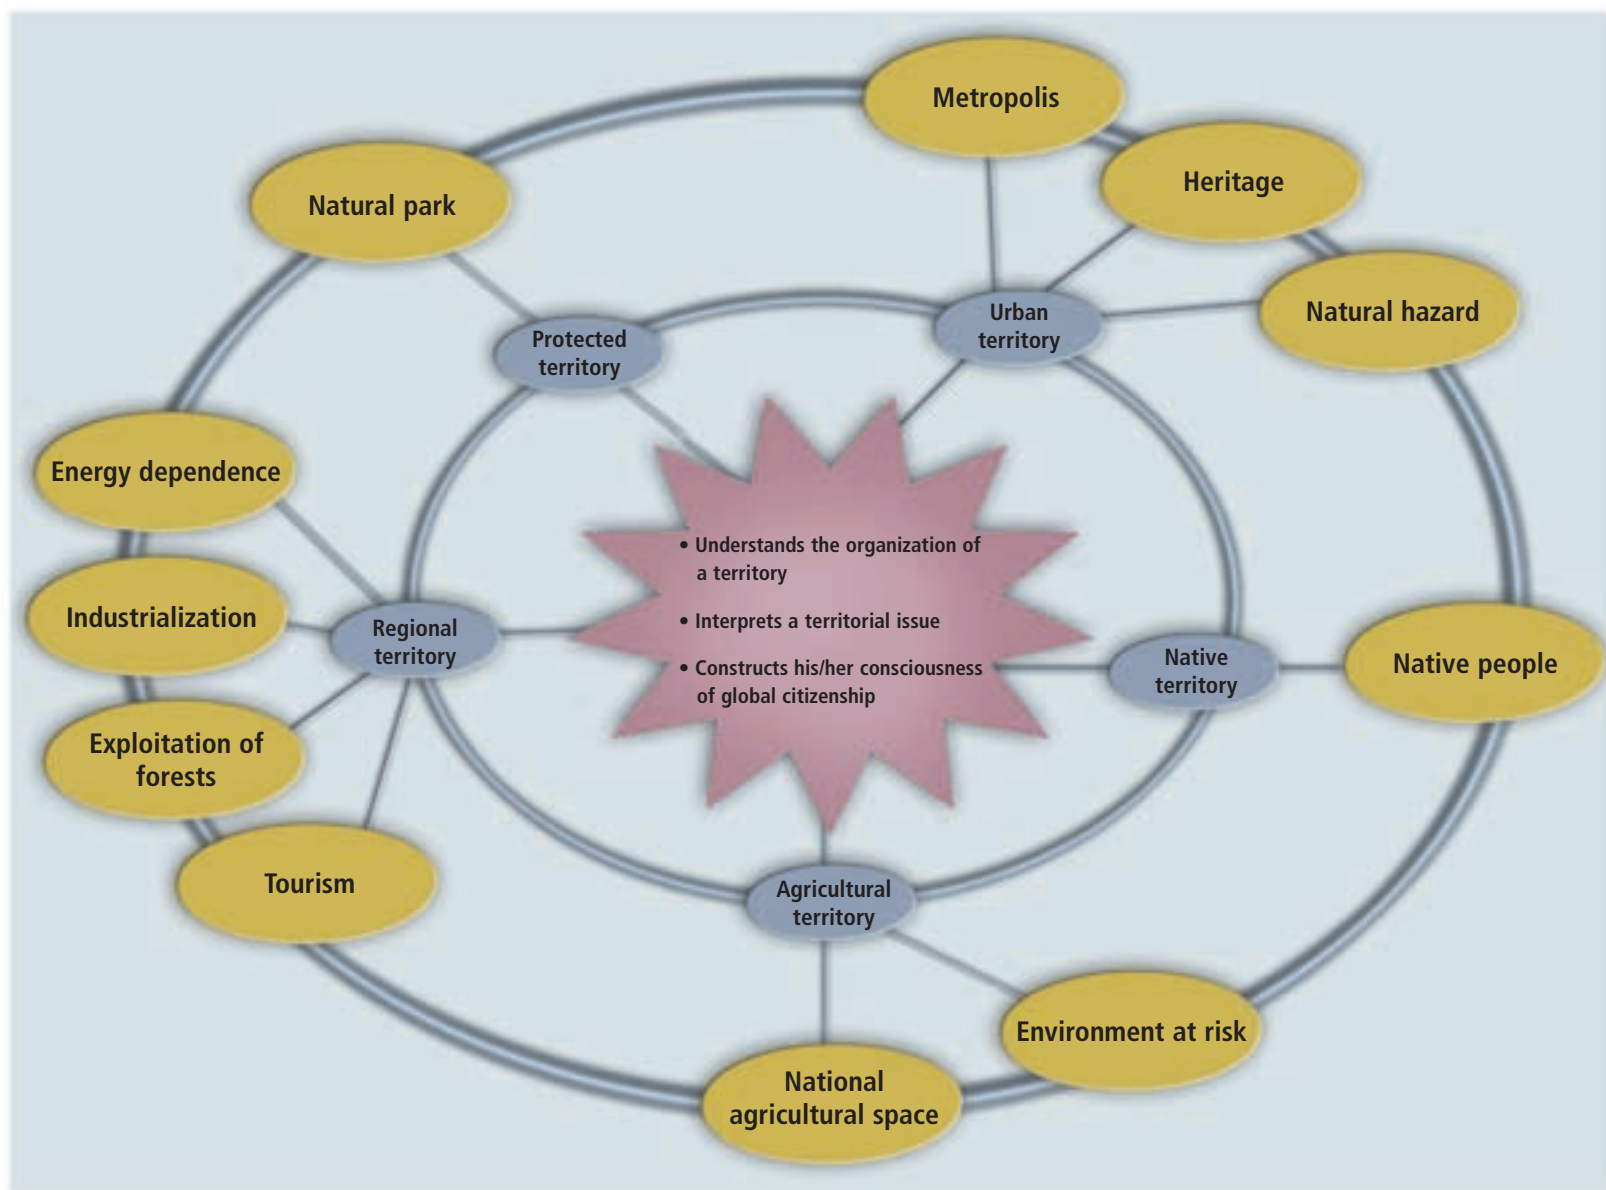 Metropolis
Heritage
Natural park
Natural hazard
Urban
territory
Protected
territory
Energy dependence
• Understands the organization of
a territory
Industrialization
• Interprets a territorial issue
Regional
territory
Native
territory
Native people
• Constructs his/her consciousness
of global citizenship
Exploitation of
forests
Tourism
Agricultural
territory
Environment at risk
National
agricultural space